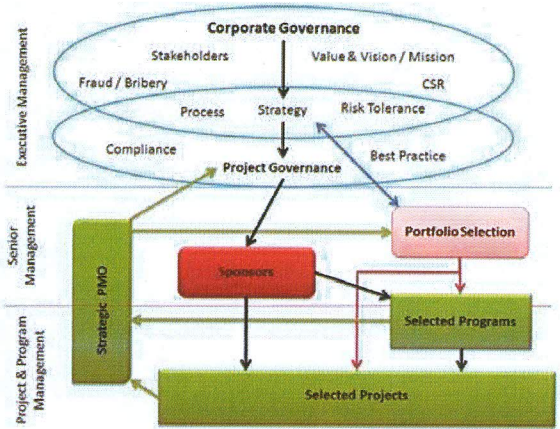 Corporate Governance
Stakeholders
Value & Vision / Mission
Fraud / Bribery
CSR
Process
Strategy
Risk Tolerance
Compliance
Best Practice
Project Governance
Executive Management
Senior
Management
Portfolio Selection
Sponsors
Strategic PMO
Selected Programs
Project & Program
Management
Selected Projects